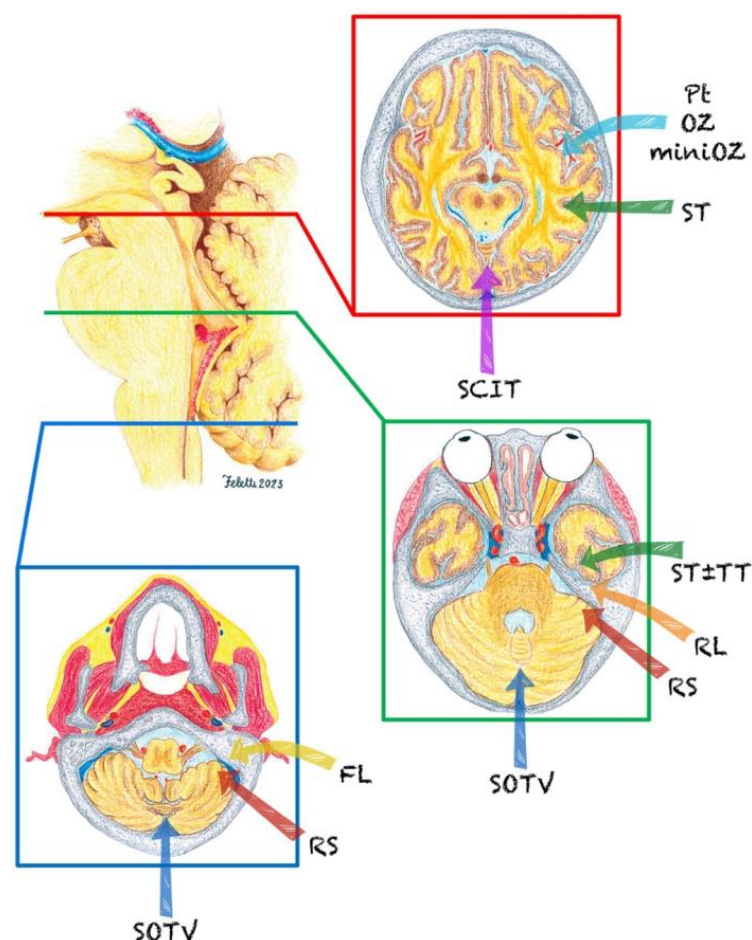 Pt
OZ
miniOZ
ST
SCIT
Feletti 2023
ST±TT
RL
RS
SOTV
FL
RS
SOTV